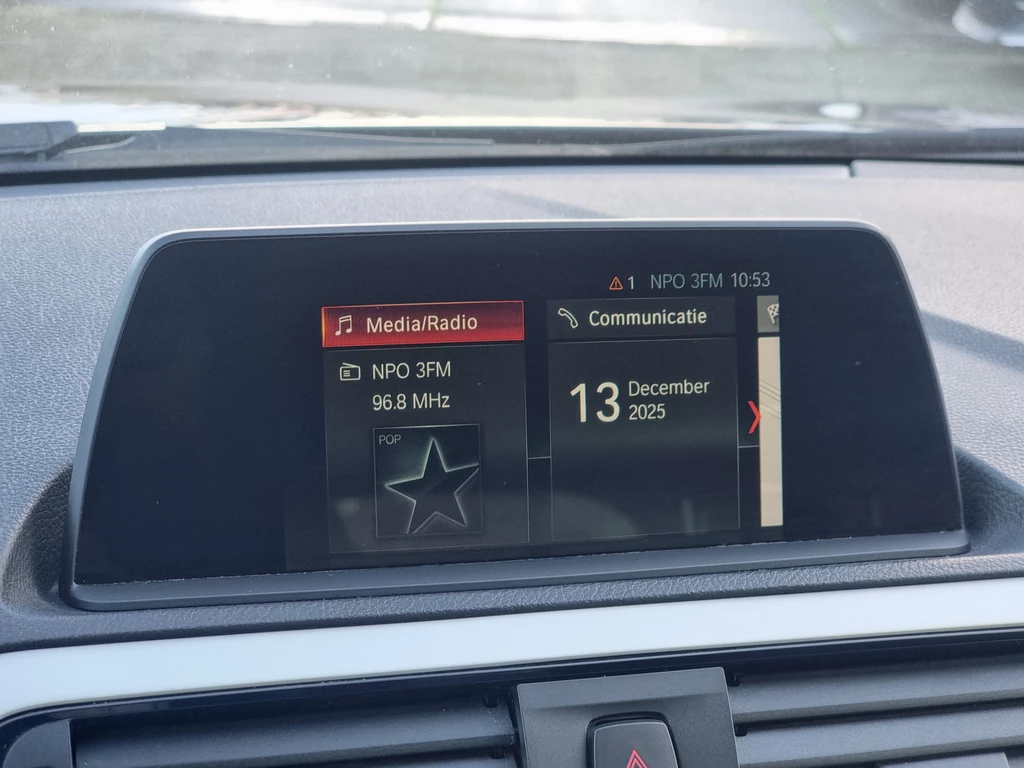 1 NPO 3FM 10:53
Media/Radio
NPO 3FM
96.8 MHz
POP
Communicatie
13 December
2025